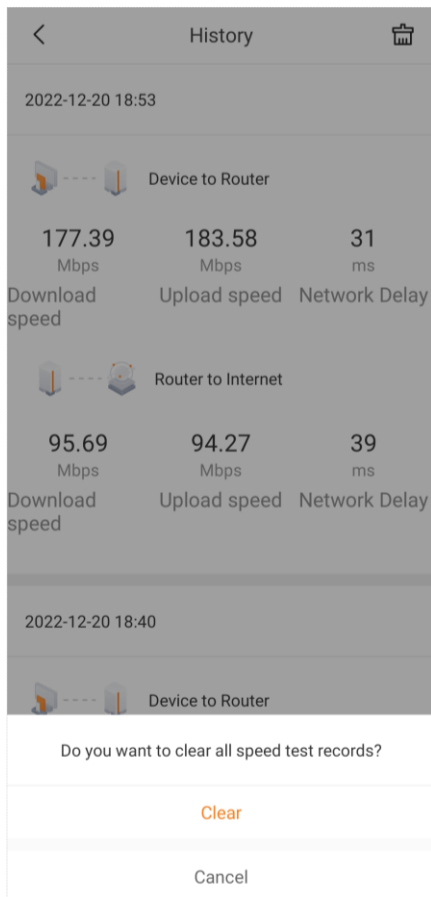 History
2022-12-20 18:53
Device to Router
177.39 183.58 31
Mbps Mbps ms
Download speed Upload speed Network Delay
Router to Internet
95.69 94.27 39
Mbps Mbps ms
Download speed Upload speed Network Delay
2022-12-20 18:40
Device to Router
Do you want to clear all speed test records?
Clear
Cancel